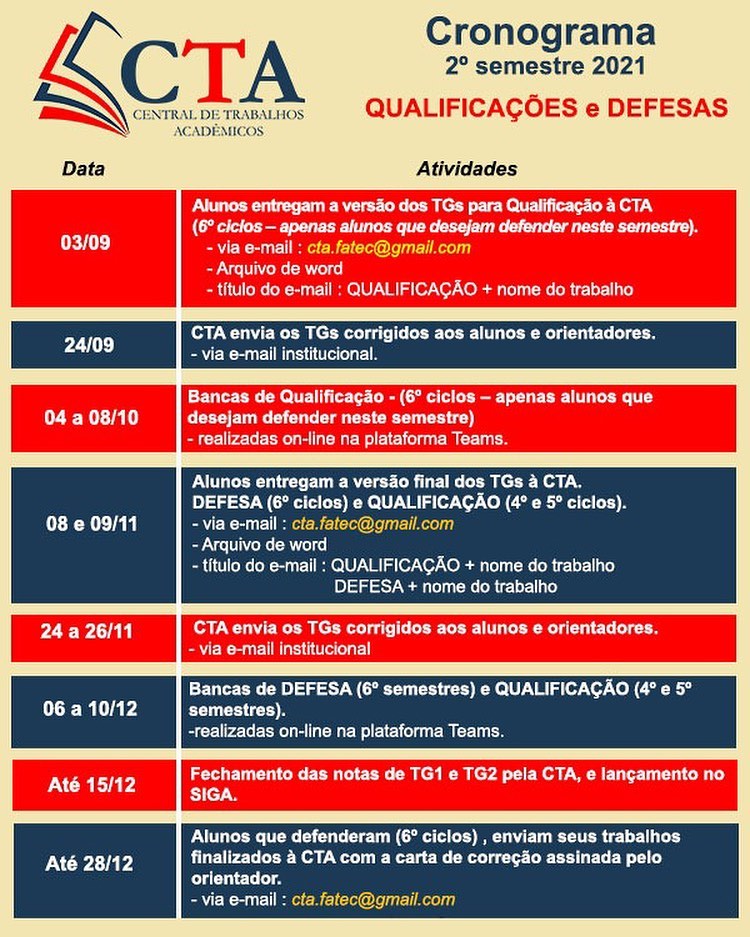 CTA
CENTRAL DE TRABALHOS
ACADÊMICOS
Cronograma
2º semestre 2021
QUALIFICAÇÕES e DEFESAS
Data
Atividades
03/09
Alunos entregam a versão dos TGs para Qualificação à CTA
(6º ciclos – apenas alunos que desejam defender neste semestre).
- via e-mail : cta.fatec@gmail.com
- Arquivo de word
- título do e-mail : QUALIFICAÇÃO + nome do trabalho
24/09
CTA envia os TGs corrigidos aos alunos e orientadores.
- via e-mail institucional.
04 a 08/10
Bancas de Qualificação - (6º ciclos – apenas alunos que
desejam defender neste semestre)
- realizadas on-line na plataforma Teams.
08 e 09/11
Alunos entregam a versão final dos TGs à CTA.
DEFESA (6º ciclos) e QUALIFICAÇÃO (4º e 5º ciclos).
- via e-mail : cta.fatec@gmail.com
- Arquivo de word
- título do e-mail : QUALIFICAÇÃO + nome do trabalho
DEFESA + nome do trabalho
24 a 26/11
CTA envia os TGs corrigidos aos alunos e orientadores.
- via e-mail institucional
06 a 10/12
Bancas de DEFESA (6º semestres) e QUALIFICAÇÃO (4º e 5º
semestres).
-realizadas on-line na plataforma Teams.
Até 15/12
Fechamento das notas de TG1 e TG2 pela CTA, e lançamento no
SIGA.
Até 28/12
Alunos que defenderam (6º ciclos) , enviam seus trabalhos
finalizados à CTA com a carta de correção assinada pelo
orientador.
- via e-mail : cta.fatec@gmail.com